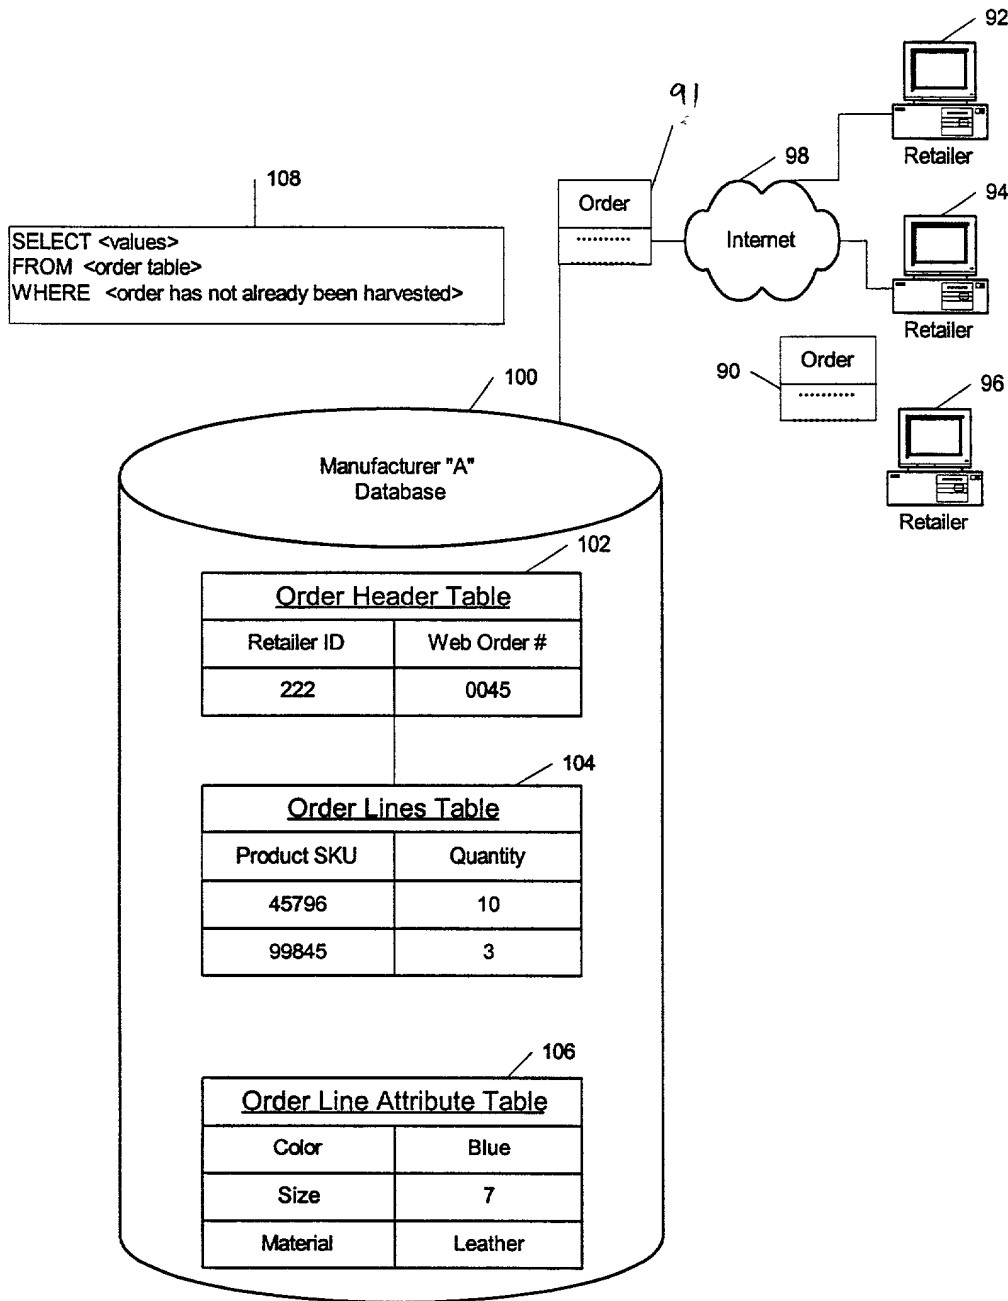 92
91
Retailer
108
98
Order
94
SELECT <values>
FROM <order table>
WHERE <order has not already been harvested>
Internet
Retailer
Order
90
96
100
Manufacturer "A"
Database
Retailer
102
Order Header Table
Retailer ID Web Order #
222 0045
104
Order Lines Table
Product SKU Quantity
45796 10
99845 3
106
Order Line Attribute Table
Color Blue
Size 7
Material Leather